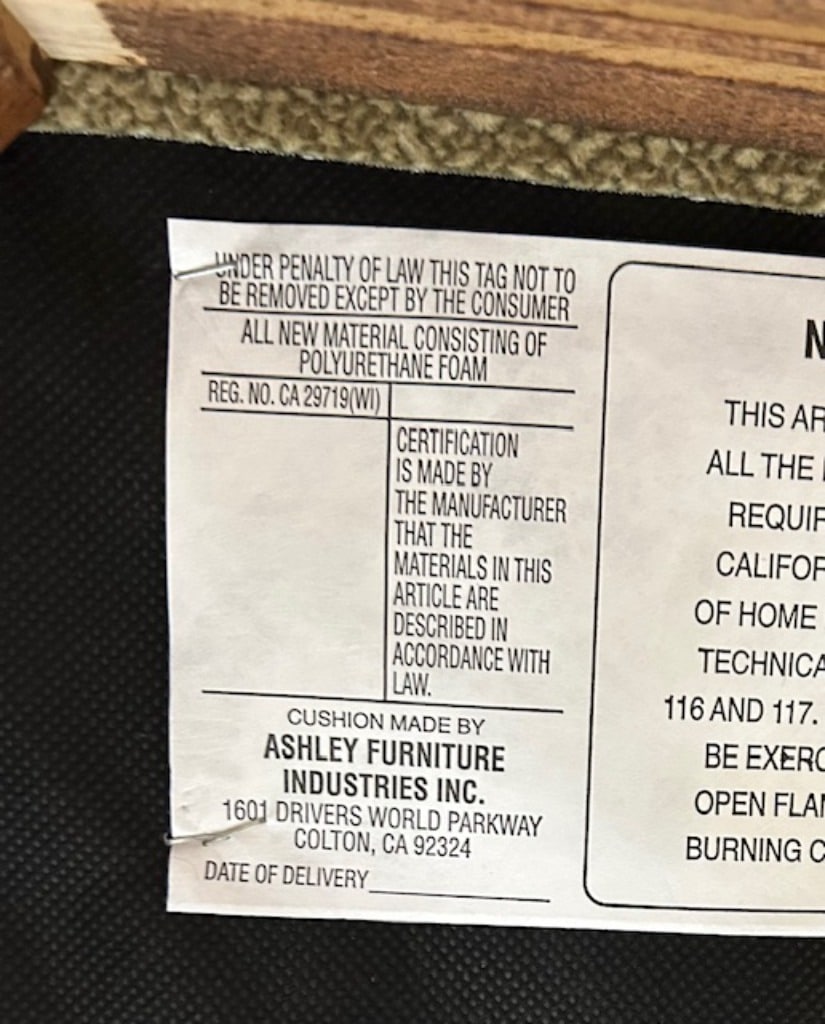 UNDER PENALTY OF LAW THIS TAG NOT TO
BE REMOVED EXCEPT BY THE CONSUMER
ALL NEW MATERIAL CONSISTING OF
POLYURETHANE FOAM
REG. NO. CA 29719(WI)
CERTIFICATION
IS MADE BY
THE MANUFACTURER
THAT THE
MATERIALS IN THIS
ARTICLE ARE
DESCRIBED IN
ACCORDANCE WITH
LAW.
CUSHION MADE BY
ASHLEY FURNITURE
INDUSTRIES INC.
1601 DRIVERS WORLD PARKWAY
COLTON, CA 92324
DATE OF DELIVERY
THIS
ALL THE
OF HOME
116 AND 117.
BE
OPEN
BURNING